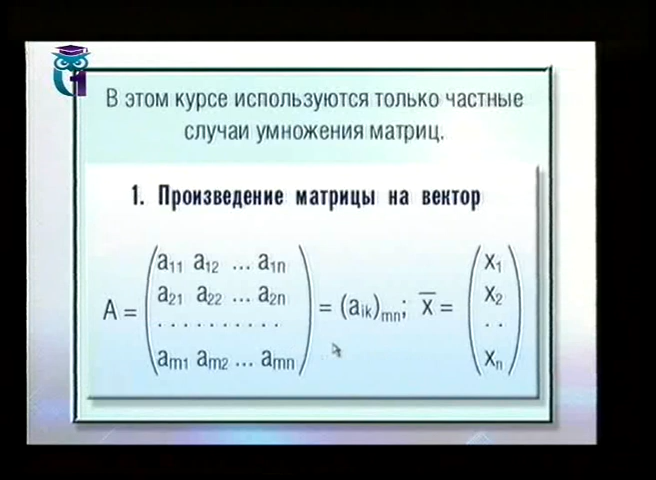 1
В этом курсе используются только частные
случаи умножения матриц.
1. Произведение матрицы на вектор
A = (a₁₁ a₁₂ ... a₁ₙ
a₂₁ a₂₂ ... a₂ₙ
. . . . . . . . . .
aₘ₁ aₘ₂ ... aₘₙ) = (aᵢₖ)ₘₙ; x̄ = (x₁
x₂
. .
xₙ)